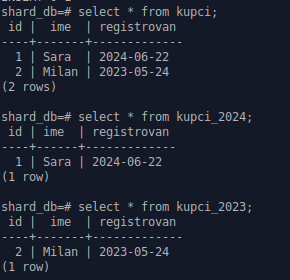 shard_db=# select * from kupci;
 id |  ime  | registrovan
----+-------+-------------
  1 | Sara  | 2024-06-22
  2 | Milan | 2023-05-24
(2 rows)

shard_db=# select * from kupci_2024;
 id | ime  | registrovan
----+------+-------------
  1 | Sara | 2024-06-22
(1 row)

shard_db=# select * from kupci_2023;
 id |  ime  | registrovan
----+-------+-------------
  2 | Milan | 2023-05-24
(1 row)